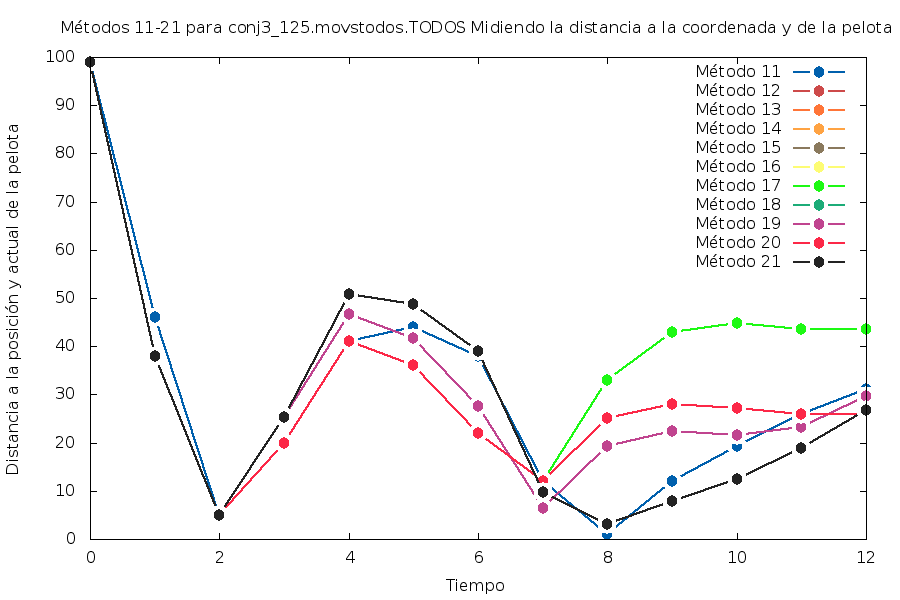 Métodos 11-21 para conj3_125.movstodos.TODOS Midiendo la distancia a la coordenada y de la pelota
Distancia a la posición y actual de la pelota
100
90
80
70
60
50
40
30
20
10
0
Método 11
Método 12
Método 13
Método 14
Método 15
Método 16
Método 17
Método 18
Método 19
Método 20
Método 21
0 2 4 6 8 10 12
Tiempo